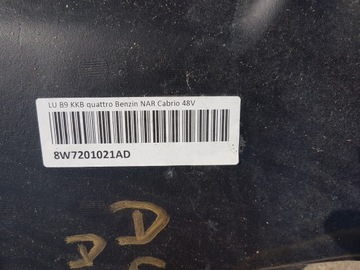 LU B9 KKB quattro Benzin NAR Cabrio 48V
8W7201021AD
D
D